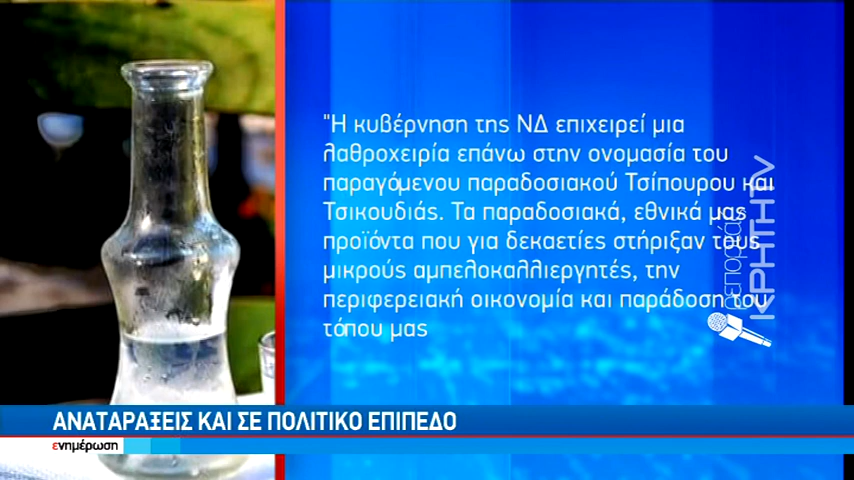 "Η κυβέρνηση της ΝΔ επιχειρεί μια
λαθροχειρία επάνω στην ονομασία του
παραγόμενου παραδοσιακού Τσίπουρου και
Τσικουδιάς. Τα παραδοσιακά, εθνικά μας
προϊόντα που για δεκαετίες στήριξαν τους
μικρούς αμπελοκαλλιεργητές, την
περιφερειακή οικονομία και παράδοση του
τόπου μας
ρεπορτάζ
ΚΡΗΤΗTV
ΑΝΑΤΑΡΑΞΕΙΣ ΚΑΙ ΣΕ ΠΟΛΙΤΙΚΟ ΕΠΙΠΕΔΟ
ενημέρωση